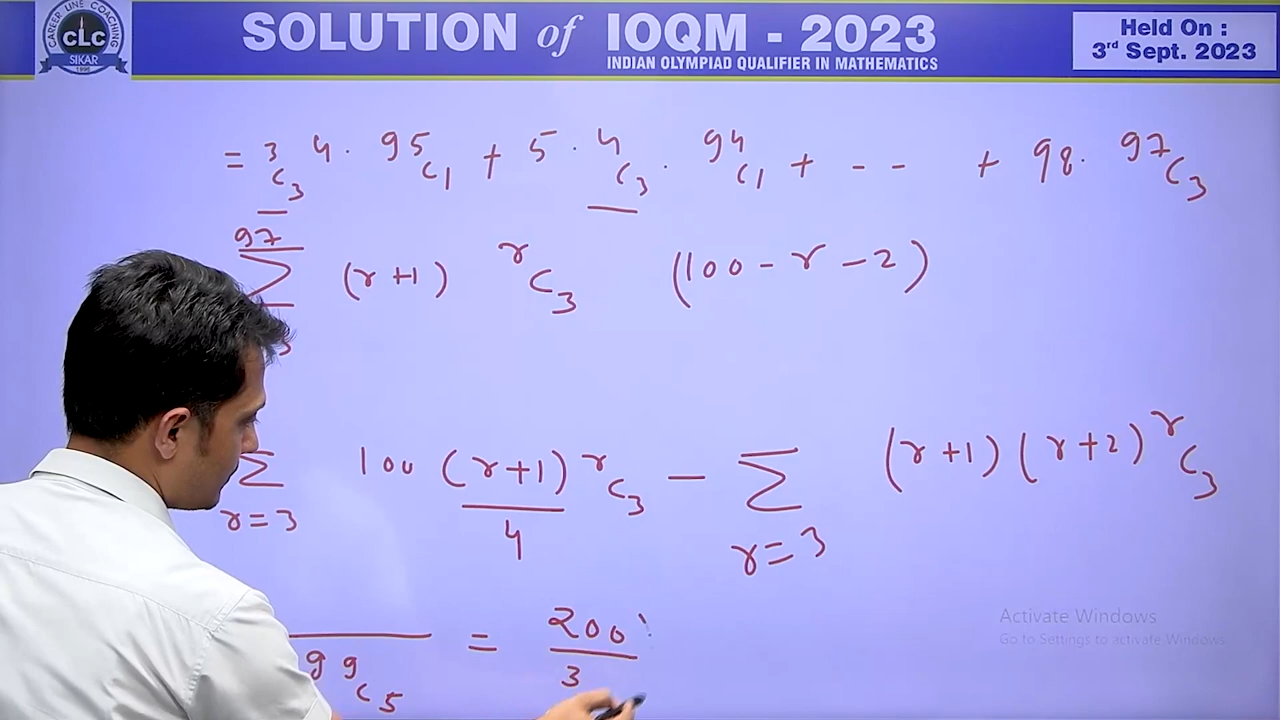 CAREER LINE COACHING
CLC
SIKAR
1996
SOLUTION of IOQM - 2023
INDIAN OLYMPIAD QUALIFIER IN MATHEMATICS
Held On :
3rd Sept. 2023
= 3C3 4 · 95C1 + 5 · 4C3 · 94C1 + - - + 98 · 97C3
97 Σ (r+1) rC3 (100 - r - 2)
3
Σ r=3 100 (r+1)/4 rC3 - Σ r=3 (r+1)(r+2) rC3
99C5 = 200/3
Activate Windows
Go to Settings to activate Windows.